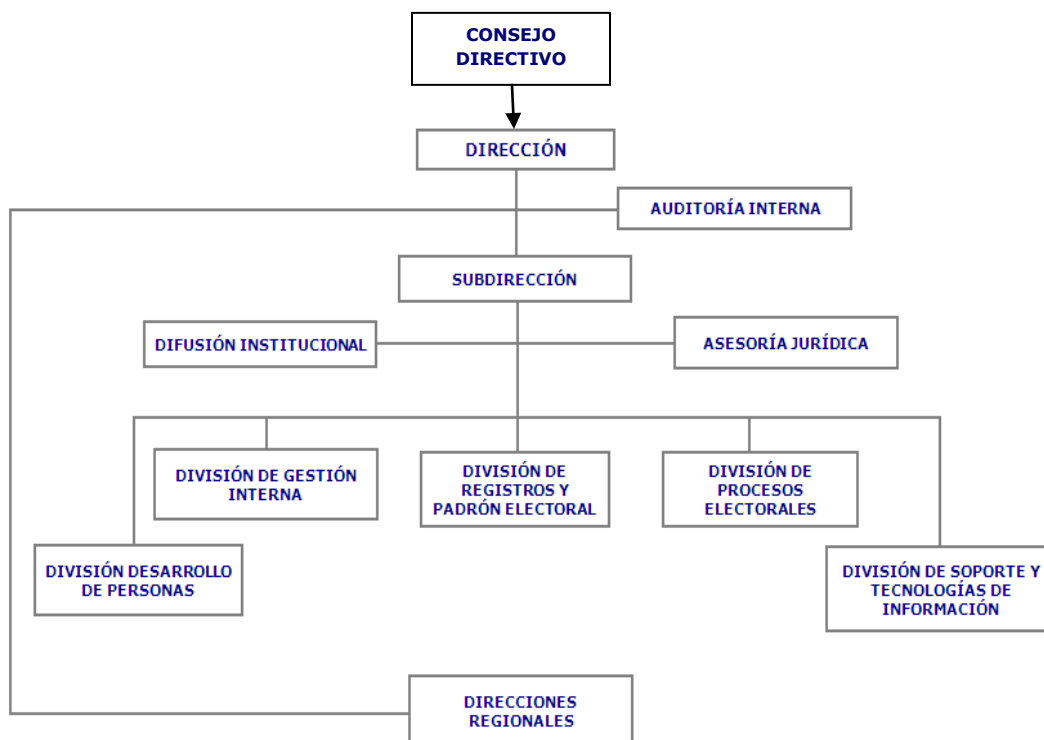 CONSEJO
DIRECTIVO
DIRECCIÓN
AUDITORÍA INTERNA
SUBDIRECCIÓN
DIFUSIÓN INSTITUCIONAL
ASESORÍA JURÍDICA
DIVISIÓN DE GESTIÓN
INTERNA
DIVISIÓN DE
REGISTROS Y
PADRÓN ELECTORAL
DIVISIÓN DE
PROCESOS
ELECTORALES
DIVISIÓN DESARROLLO
DE PERSONAS
DIVISIÓN DE SOPORTE Y
TECNOLOGÍAS DE
INFORMACIÓN
DIRECCIONES
REGIONALES